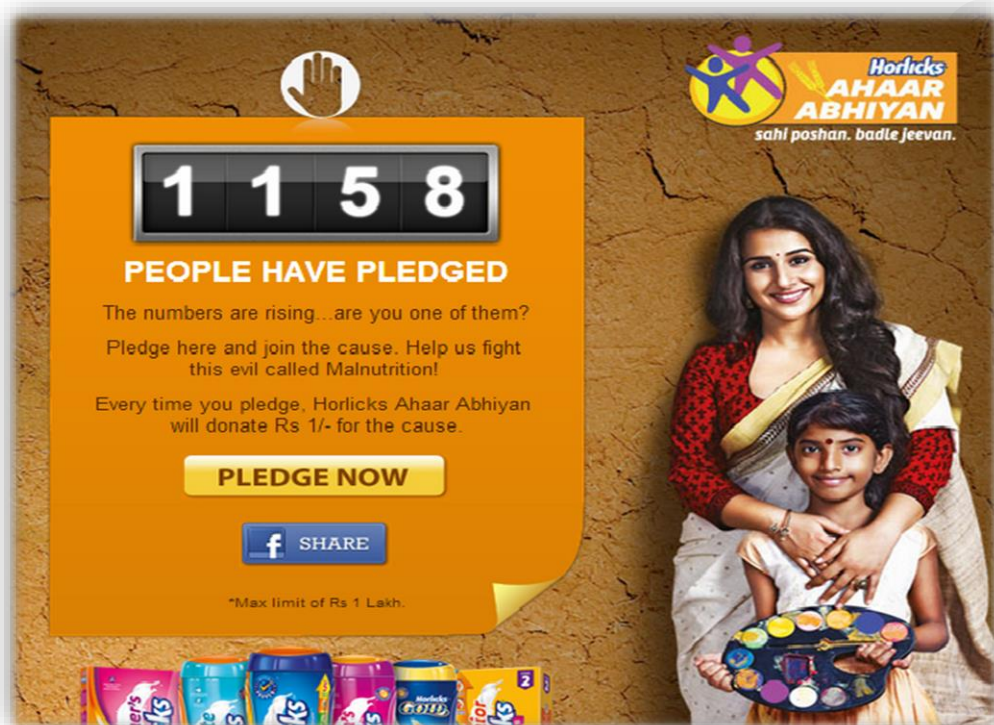 Horlicks
AHAAR
ABHIYAN
sahi poshan. badle jeevan.
1158
PEOPLE HAVE PLEDGED
The numbers are rising...are you one of them?
Pledge here and join the cause. Help us fight
this evil called Malnutrition!
Every time you pledge, Horlicks Ahaar Abhiyan
will donate Rs 1/- for the cause.
PLEDGE NOW
f SHARE
*Max limit of Rs 1 Lakh.
Horlicks
GOLD
2